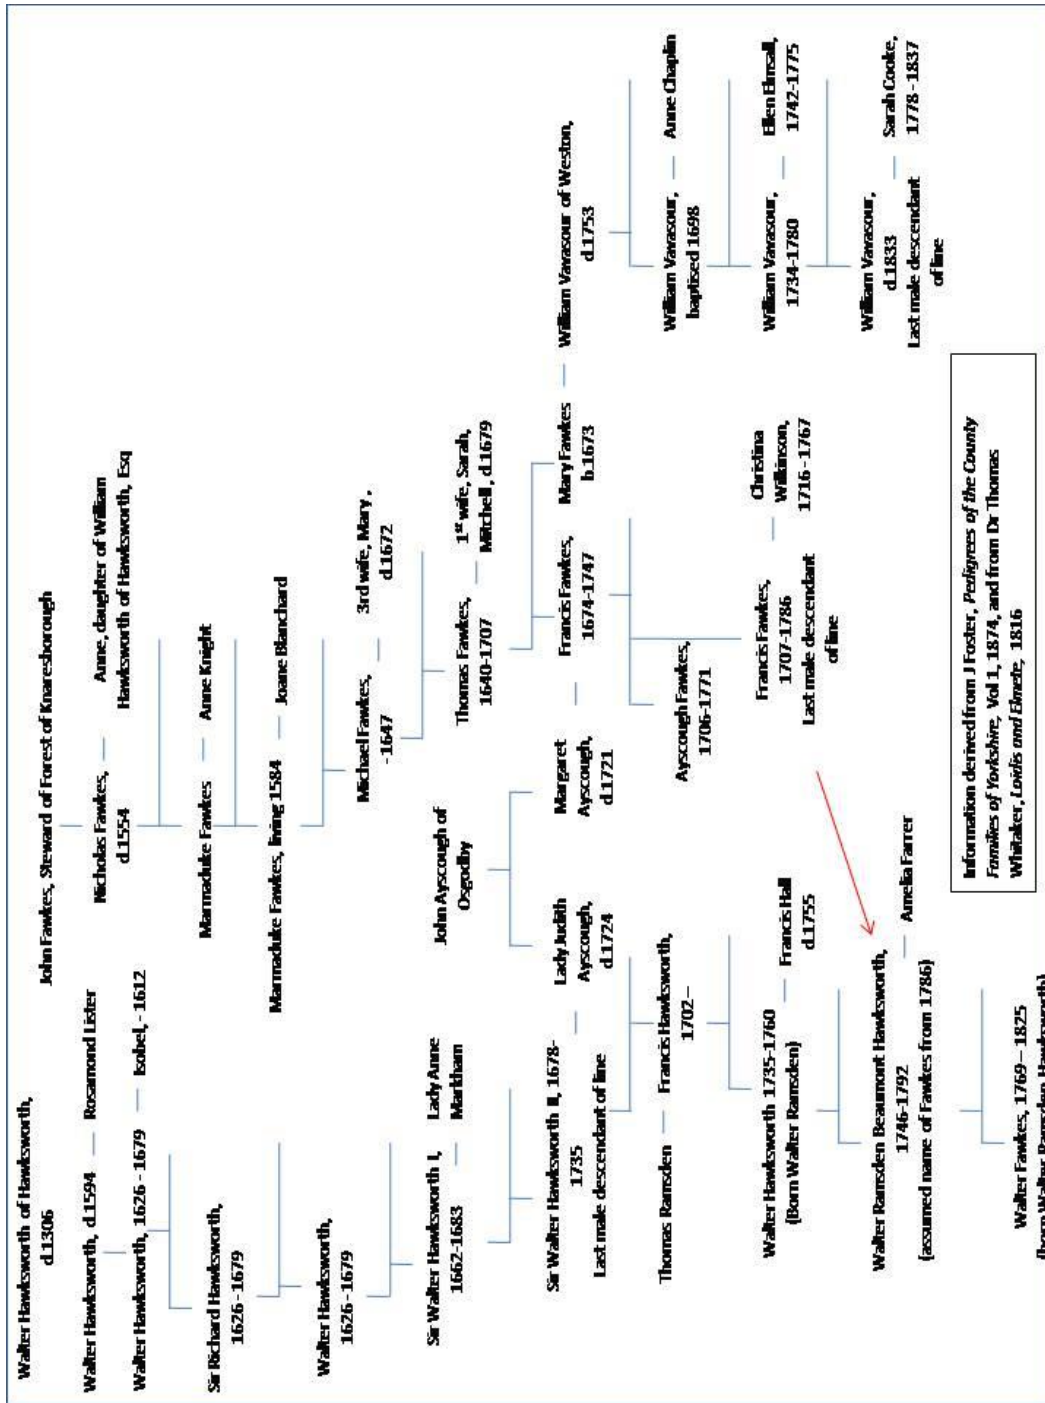 Walter Hawksworth of Hawksworth,
d.1306
John Fawkes, Steward of Forest of Knaresborough
Walter Hawksworth, d.1594
Rosamond Lister
Nicholas Fawkes,
d.1554
Anne, daughter of William
Hawksworth of Hawksworth, Esq
Walter Hawksworth, 1626 - 1679
Isobel, - 1612
Marmaduke Fawkes
Anne Knight
Sir Richard Hawksworth,
1626 - 1679
Marmaduke Fawkes, living 1584
Joane Blanchard
Walter Hawksworth,
1626 - 1679
Michael Fawkes,
-1647
3rd wife, Mary ,
d.1672
Sir Walter Hawksworth I,
1662-1683
Lady Anne
Markham
John Ayscough of
Osgodby
Thomas Fawkes,
1640-1707
1st wife, Sarah,
Mitchell, d.1679
Sir Walter Hawksworth II, 1678-
1735
Last male descendant of line
Lady Judith
Ayscough,
d.1724
Margaret
Ayscough,
d.1721
Francis Fawkes,
1674-1747
Mary Fawkes
b.1673
William Vavasour of Weston,
d.1753
Thomas Ramsden
Francis Hawksworth,
1702 –
Ayscough Fawkes,
1706-1771
William Vavasour,
baptised 1698
Anne Chaplin
Walter Hawksworth 1735-1760
(Born Walter Ramsden)
Francis Hall
d.1755
Francis Fawkes,
1707-1786
Last male descendant
of line
Christina
Wilkinson,
1716 - 1767
William Vavasour,
1734-1780
Ellen Elmsall,
1742-1775
Walter Ramsden Beaumont Hawksworth,
1746-1792
(assumed name of Fawkes from 1786)
Amelia Farrer
William Vavasour,
d.1833
Last male descendant
of line
Sarah Cooke,
1778 - 1837
Walter Fawkes, 1769 – 1825
(born Walter Ramsden Hawksworth)
Information derived from J Foster, Pedigrees of the County
Families of Yorkshire, Vol 1, 1874, and from Dr Thomas
Whitaker, Loidis and Elmete, 1816